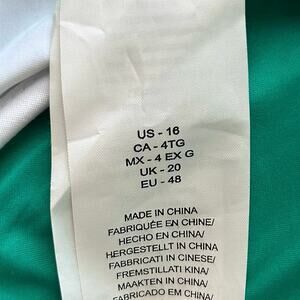 US - 16
CA - 4TG
MX - 4 EX G
UK - 20
EU - 48
MADE IN CHINA
FABRIQUÉE EN CHINE/
HECHO EN CHINA/
HERGESTELLT IN CHINA/
FABBRICATI IN CINESE/
FREMSTILLATI KINA/
MAAKTEN IN CHINA/
FABRICADO EM CHINA/